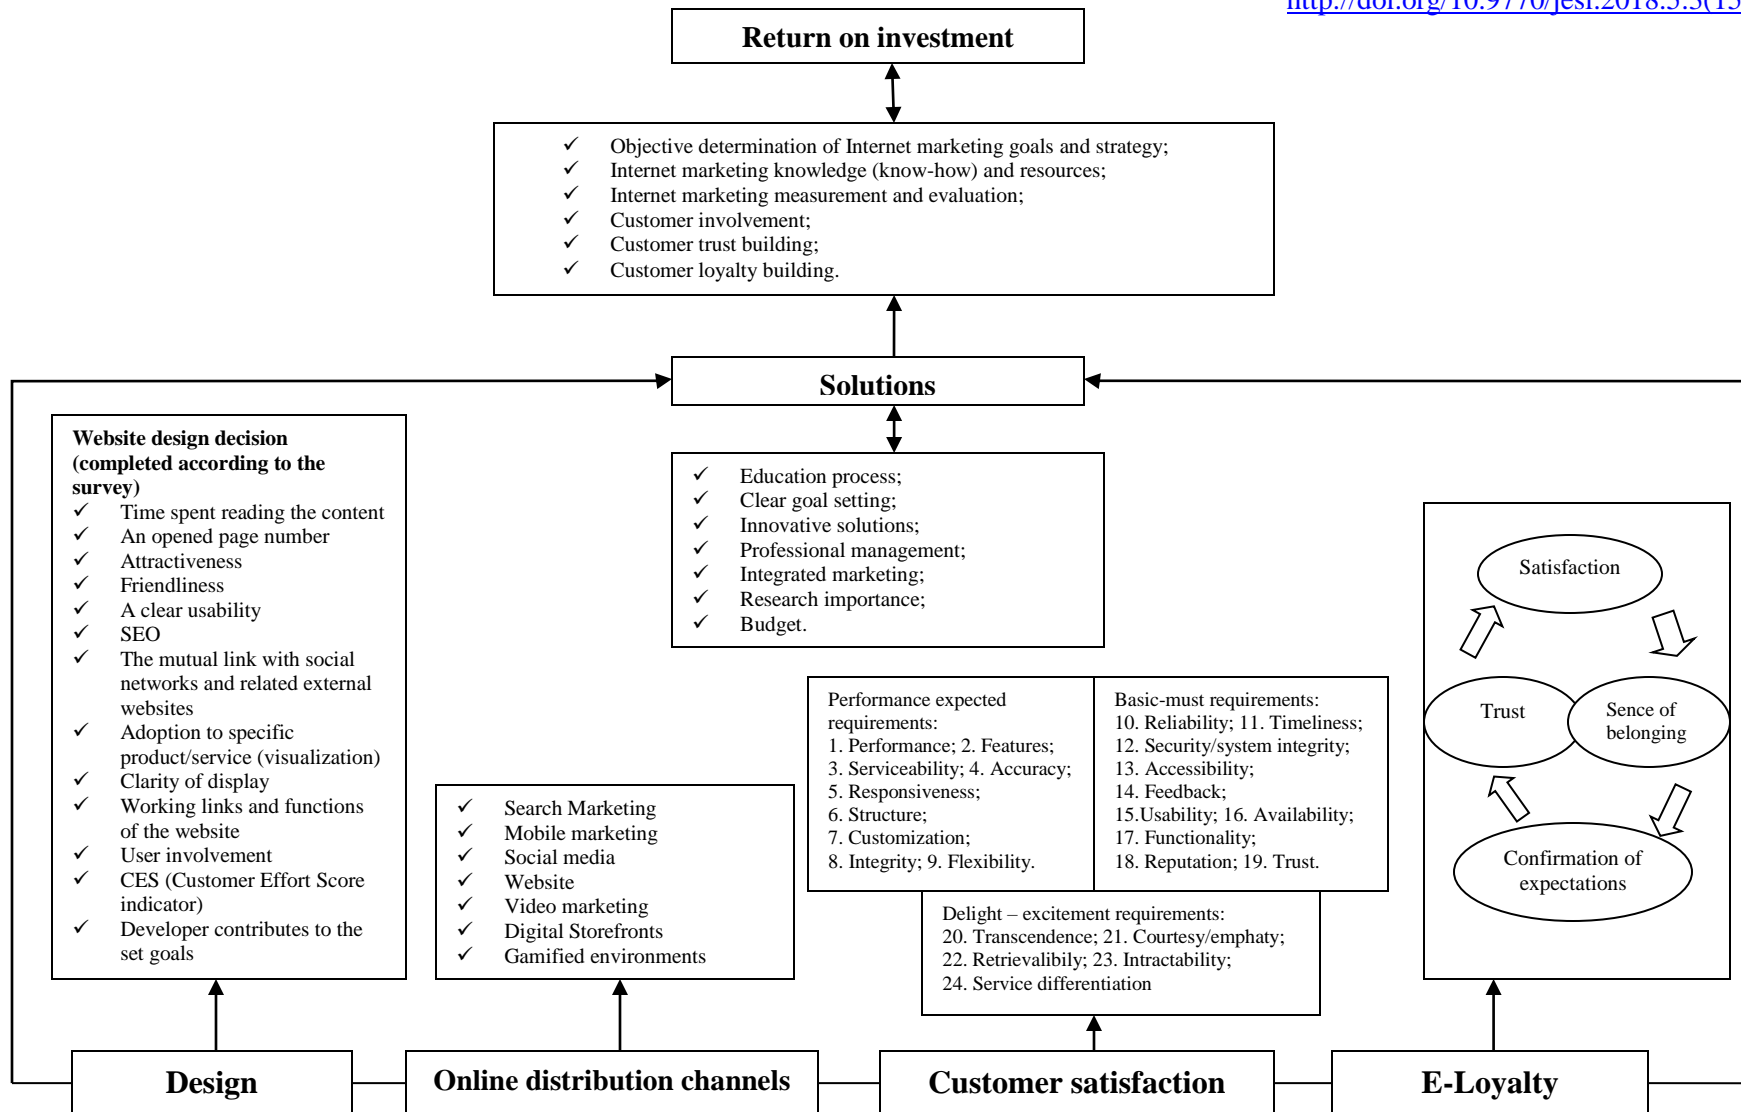 http://doi.org/10.9770/jesi.2018.5.3(15
Return on investment
✓ Objective determination of Internet marketing goals and strategy;
✓ Internet marketing knowledge (know-how) and resources;
✓ Internet marketing measurement and evaluation;
✓ Customer involvement;
✓ Customer trust building;
✓ Customer loyalty building.
Solutions
Website design decision
(completed according to the
survey)
✓ Time spent reading the content
✓ An opened page number
✓ Attractiveness
✓ Friendliness
✓ A clear usability
✓ SEO
✓ The mutual link with social
networks and related external
websites
✓ Adoption to specific
product/service (visualization)
✓ Clarity of display
✓ Working links and functions
of the website
✓ User involvement
✓ CES (Customer Effort Score
indicator)
✓ Developer contributes to the
set goals
✓ Education process;
✓ Clear goal setting;
✓ Innovative solutions;
✓ Professional management;
✓ Integrated marketing;
✓ Research importance;
✓ Budget.
✓ Search Marketing
✓ Mobile marketing
✓ Social media
✓ Website
✓ Video marketing
✓ Digital Storefronts
✓ Gamified environments
Performance expected
requirements:
1. Performance; 2. Features;
3. Serviceability; 4. Accuracy;
5. Responsiveness;
6. Structure;
7. Customization;
8. Integrity; 9. Flexibility.
Basic-must requirements:
10. Reliability; 11. Timeliness;
12. Security/system integrity;
13. Accessibility;
14. Feedback;
15.Usability; 16. Availability;
17. Functionality;
18. Reputation; 19. Trust.
Delight – excitement requirements:
20. Transcendence; 21. Courtesy/emphaty;
22. Retrievalibily; 23. Intractability;
24. Service differentiation
Satisfaction
Trust
Sence of
belonging
Confirmation of
expectations
Design
Online distribution channels
Customer satisfaction
E-Loyalty